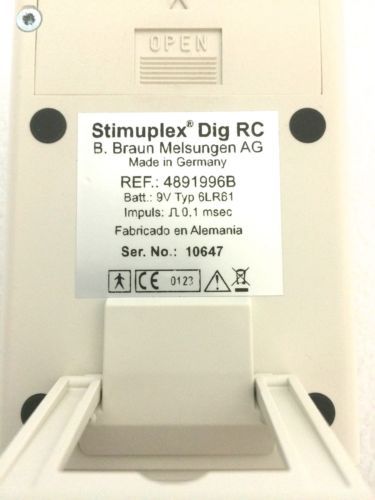 OPEN
Stimuplex® Dig RC
B. Braun Melsungen AG
Made in Germany
REF.: 4891996B
Batt.: 9V Typ 6LR61
Impuls: ⎍ 0,1 msec
Fabricado en Alemania
Ser. No.: 10647
CE 0123